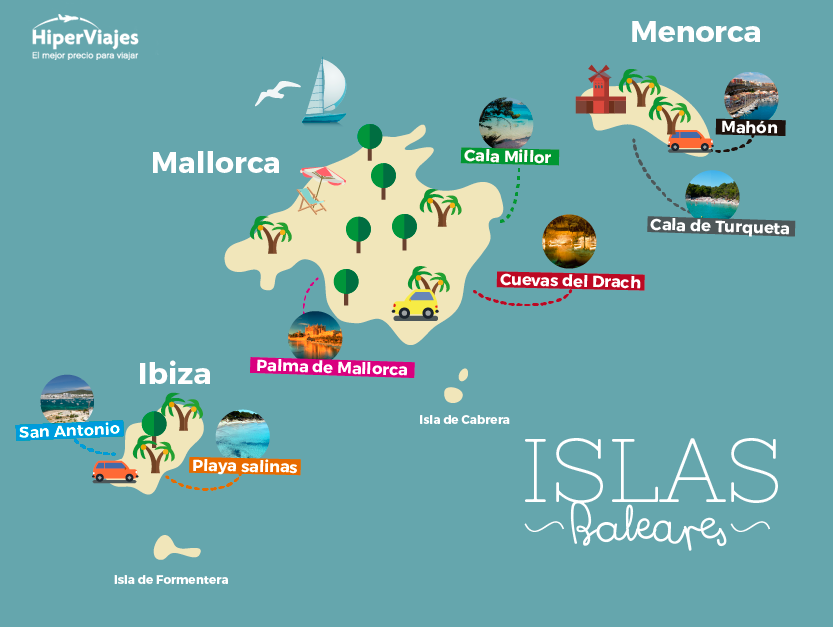 HiperViajes
El mejor precio para viajar
Menorca
Mahón
Cala Millor
Mallorca
Cala de Turqueta
Cuevas del Drach
Palma de Mallorca
Ibiza
Isla de Cabrera
San Antonio
Playa salinas
ISLAS
Baleares
Isla de Formentera